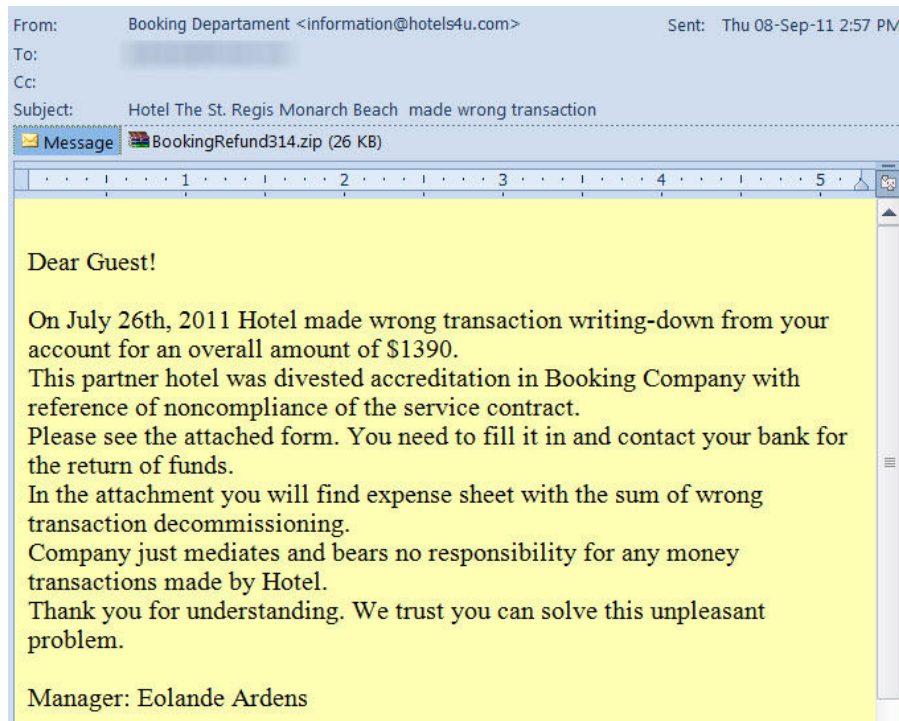 From: Booking Departament <information@hotels4u.com> Sent: Thu 08-Sep-11 2:57 PM
To:
Cc:
Subject: Hotel The St. Regis Monarch Beach made wrong transaction
Message BookingRefund314.zip (26 KB)
1 2 3 4 5
Dear Guest!
On July 26th, 2011 Hotel made wrong transaction writing-down from your
account for an overall amount of $1390.
This partner hotel was divested accreditation in Booking Company with
reference of noncompliance of the service contract.
Please see the attached form. You need to fill it in and contact your bank for
the return of funds.
In the attachment you will find expense sheet with the sum of wrong
transaction decommissioning.
Company just mediates and bears no responsibility for any money
transactions made by Hotel.
Thank you for understanding. We trust you can solve this unpleasant
problem.
Manager: Eolande Ardens